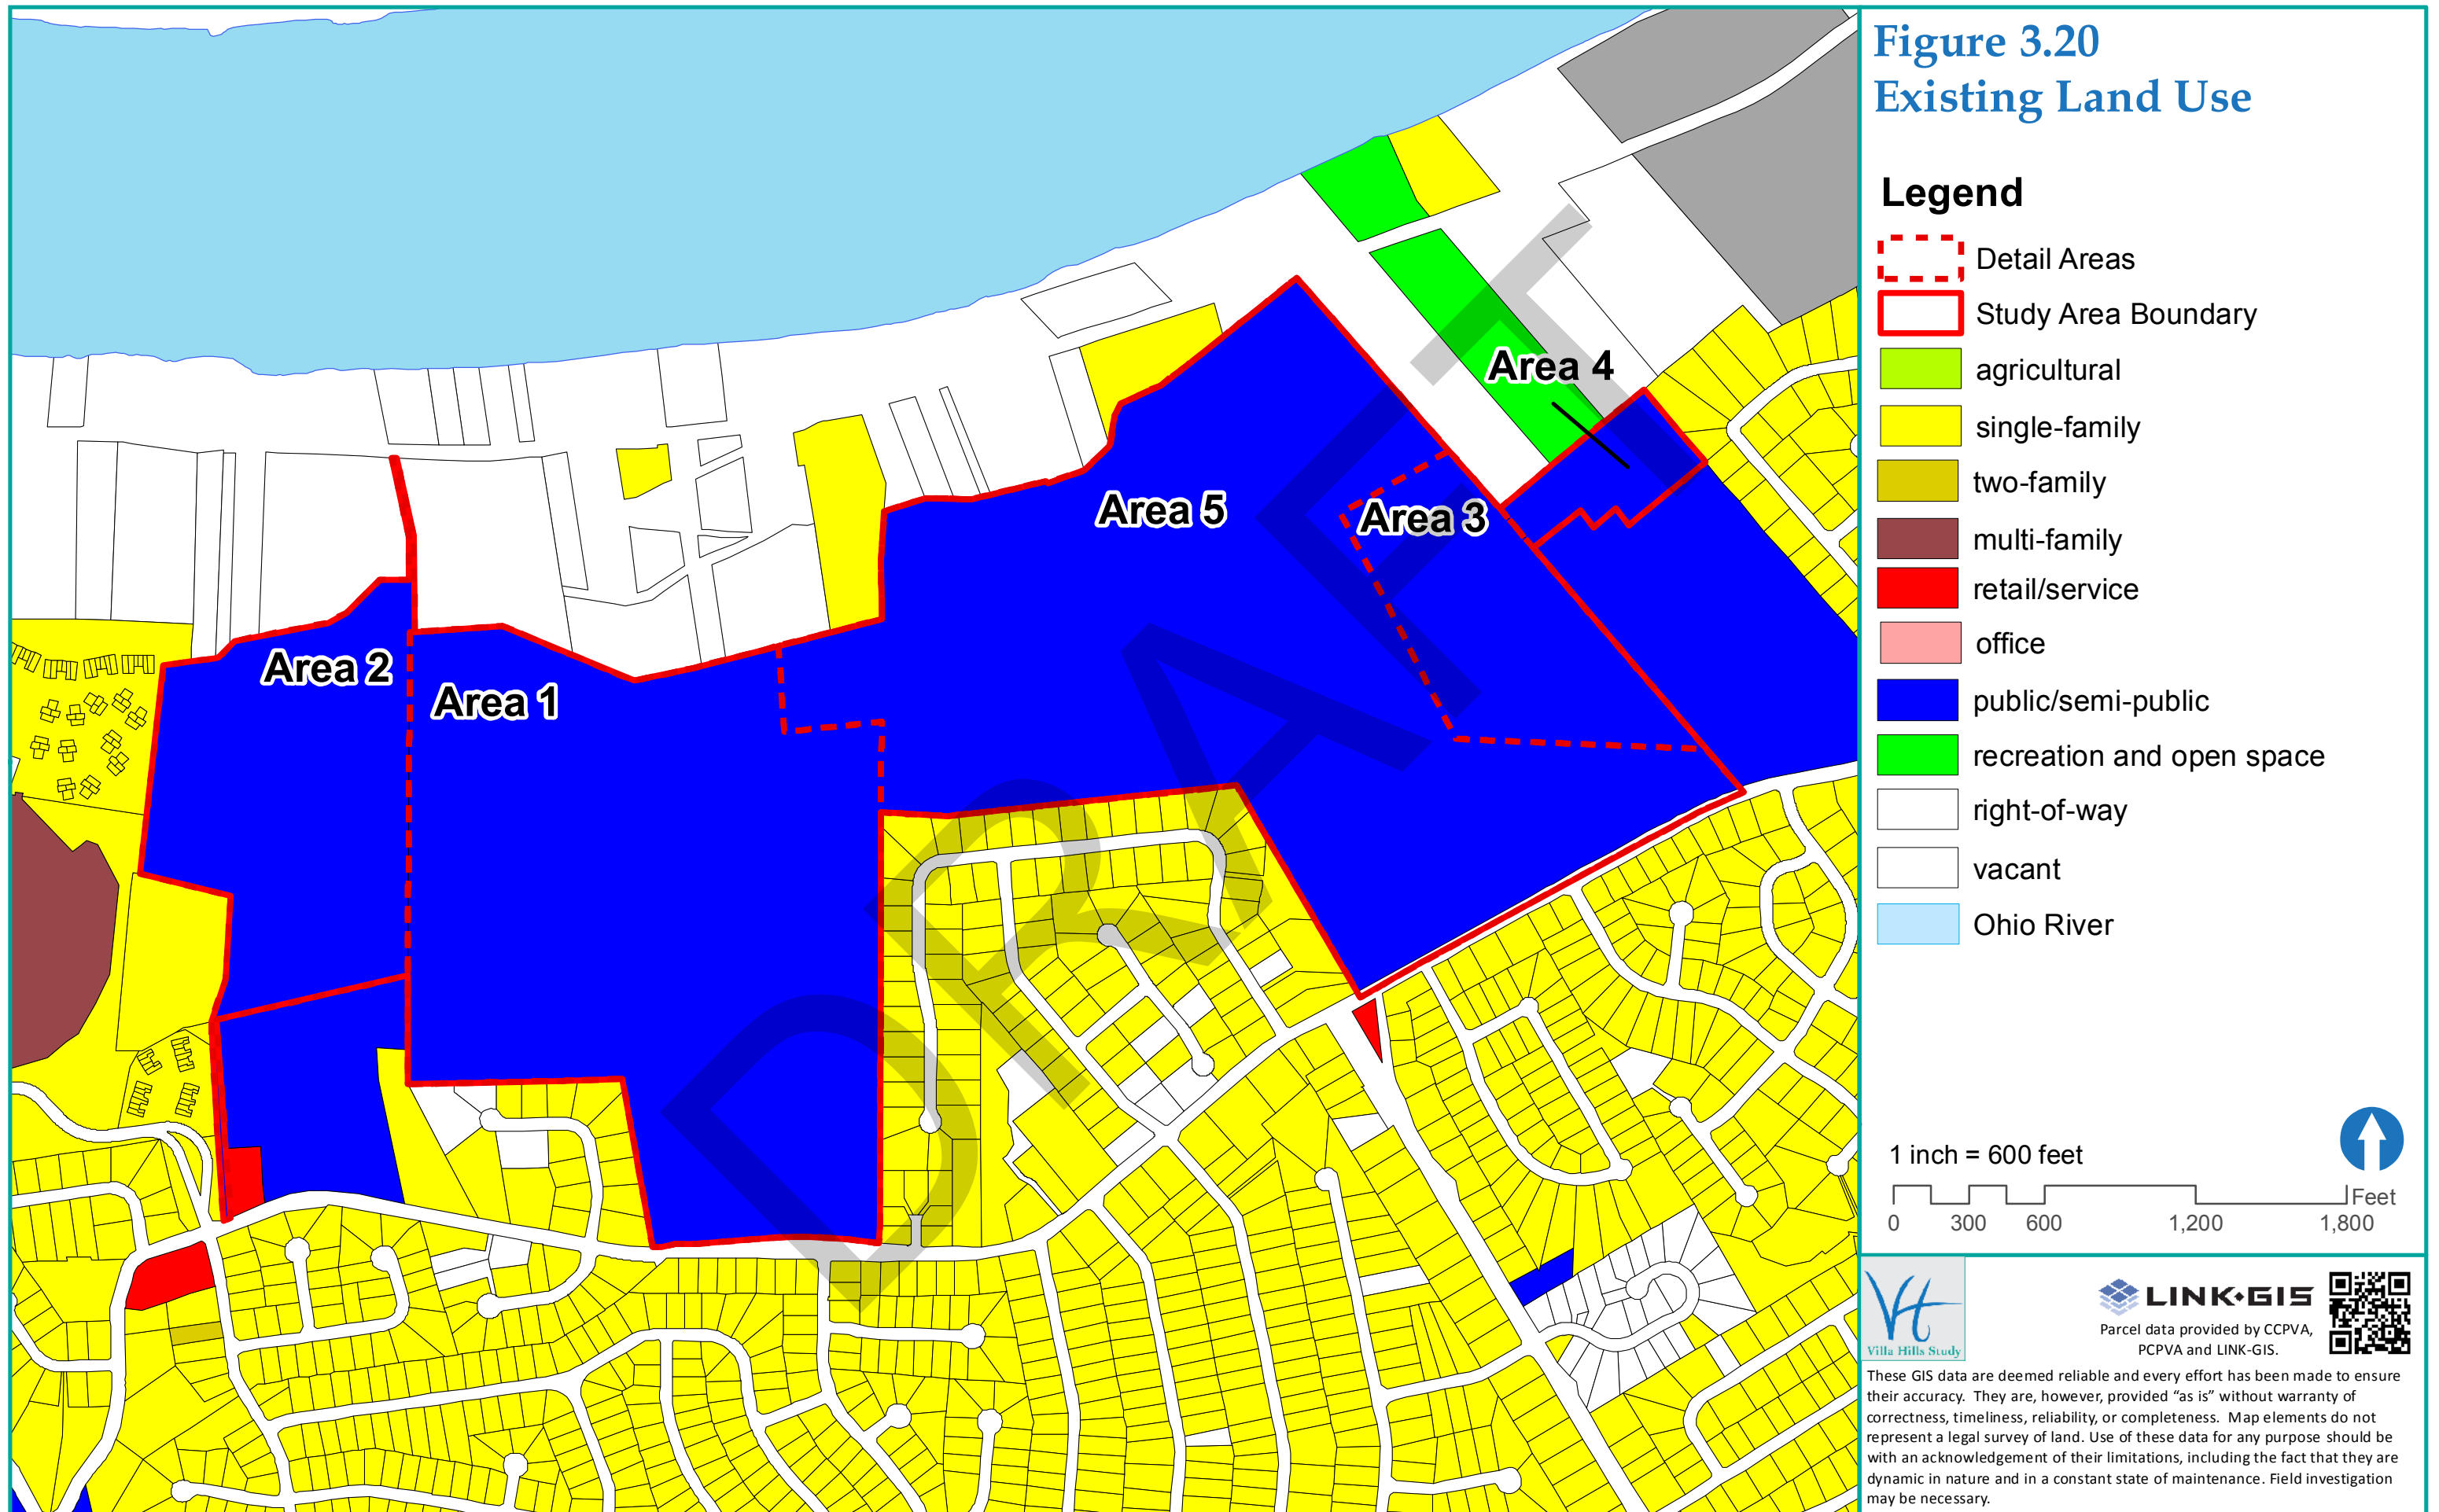 Figure 3.20
Existing Land Use
Legend
Detail Areas
Study Area Boundary
agricultural
single-family
two-family
multi-family
retail/service
office
public/semi-public
recreation and open space
right-of-way
vacant
Ohio River
Area 4
Area 5
Area 3
Area 2
Area 1
DRAFT
1 inch = 600 feet
Feet
0 300 600 1,200 1,800
VH
Villa Hills Study
LINK•GIS
Parcel data provided by CCPVA,
PCPVA and LINK-GIS.
These GIS data are deemed reliable and every effort has been made to ensure
their accuracy. They are, however, provided “as is” without warranty of
correctness, timeliness, reliability, or completeness. Map elements do not
represent a legal survey of land. Use of these data for any purpose should be
with an acknowledgement of their limitations, including the fact that they are
dynamic in nature and in a constant state of maintenance. Field investigation
may be necessary.